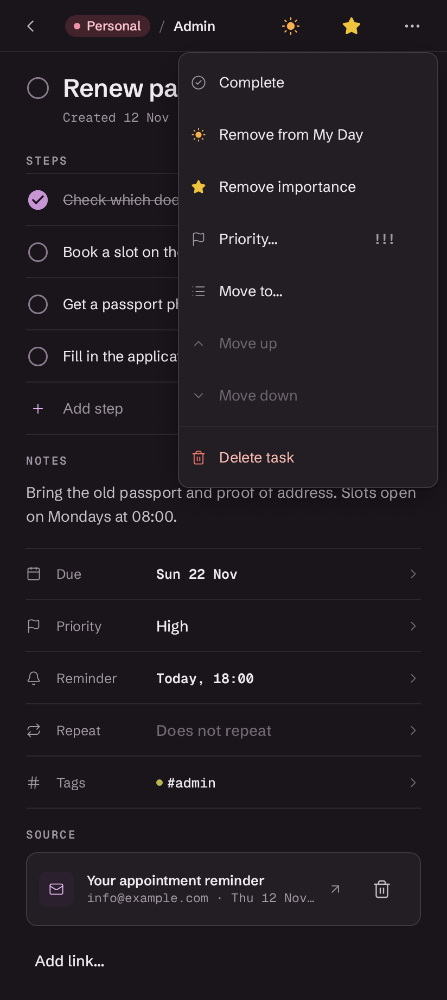 Personal / Admin
Renew pa
Created 12 Nov
STEPS
Check which doc
Book a slot on the
Get a passport ph
Fill in the applicat
+ Add step
Complete
Remove from My Day
Remove importance
Priority… !!!
Move to…
Move up
Move down
Delete task
NOTES
Bring the old passport and proof of address. Slots open
on Mondays at 08:00.
Due Sun 22 Nov
Priority High
Reminder Today, 18:00
Repeat Does not repeat
Tags #admin
SOURCE
Your appointment reminder
info@example.com · Thu 12 Nov…
Add link…